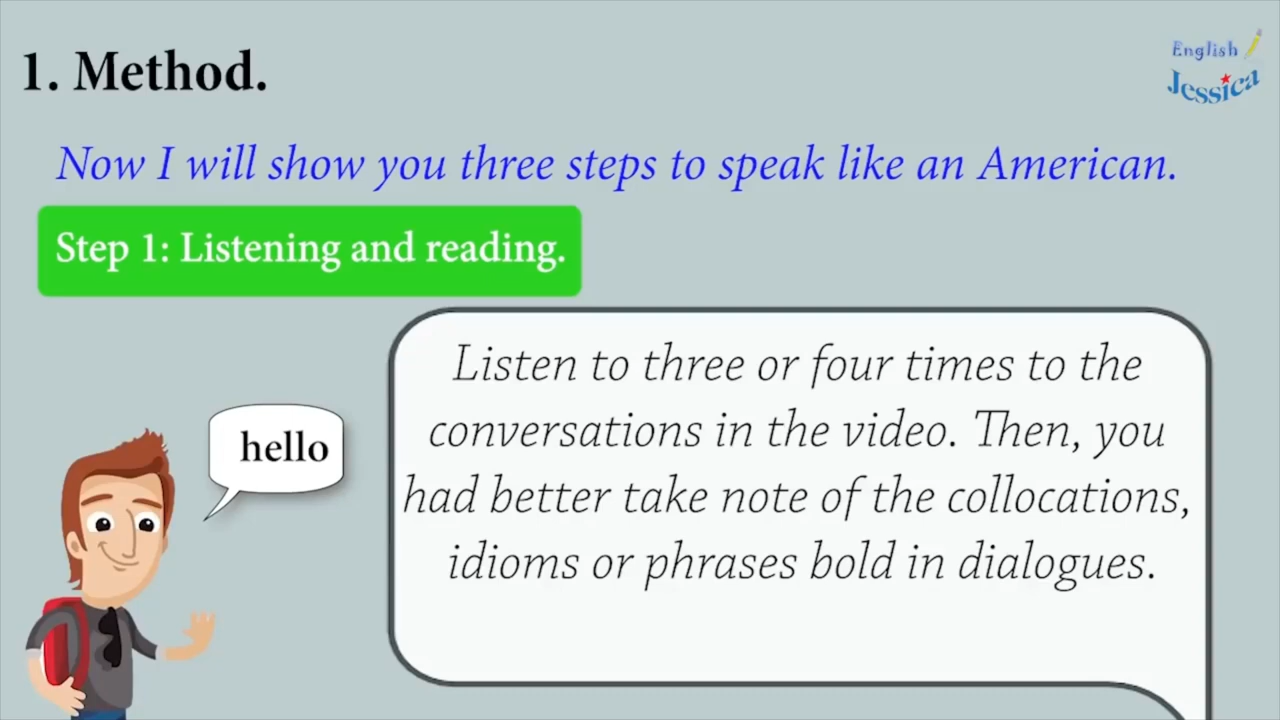 1. Method.
English
Jessica
Now I will show you three steps to speak like an American.
Step 1: Listening and reading.
hello
Listen to three or four times to the
conversations in the video. Then, you
had better take note of the collocations,
idioms or phrases bold in dialogues.